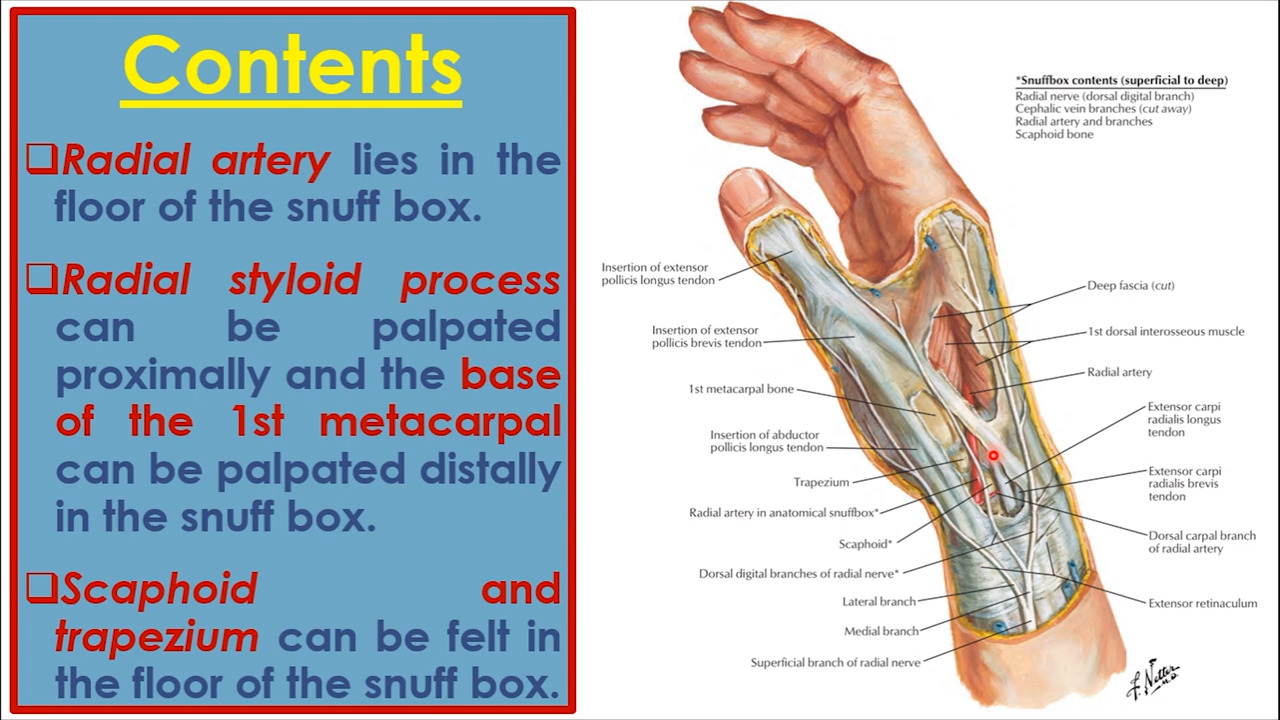 Contents
❑Radial artery lies in the
floor of the snuff box.
❑Radial styloid process
can be palpated
proximally and the base
of the 1st metacarpal
can be palpated distally
in the snuff box.
❑Scaphoid and
trapezium can be felt in
the floor of the snuff box.
*Snuffbox contents (superficial to deep)
Radial nerve (dorsal digital branch)
Cephalic vein branches (cut away)
Radial artery and branches
Scaphoid bone
Insertion of extensor
pollicis longus tendon
Insertion of extensor
pollicis brevis tendon
1st metacarpal bone
Insertion of abductor
pollicis longus tendon
Trapezium
Radial artery in anatomical snuffbox*
Scaphoid*
Dorsal digital branches of radial nerve*
Lateral branch
Medial branch
Superficial branch of radial nerve
Deep fascia (cut)
1st dorsal interosseous muscle
Radial artery
Extensor carpi
radialis longus
tendon
Extensor carpi
radialis brevis
tendon
Dorsal carpal branch
of radial artery
Extensor retinaculum
F. Netter
M.D.